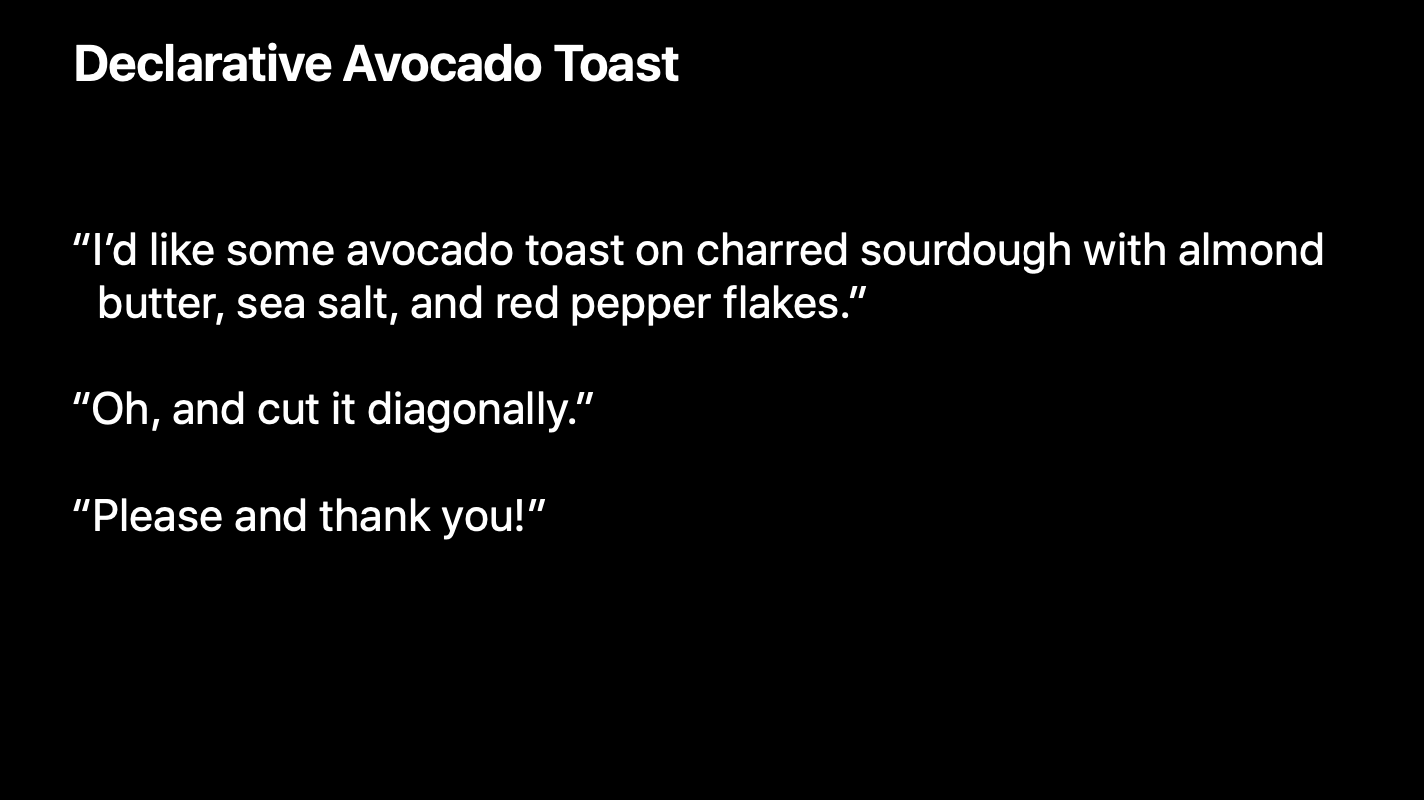 Declarative Avocado Toast
“I’d like some avocado toast on charred sourdough with almond
butter, sea salt, and red pepper flakes.”
“Oh, and cut it diagonally.”
“Please and thank you!”